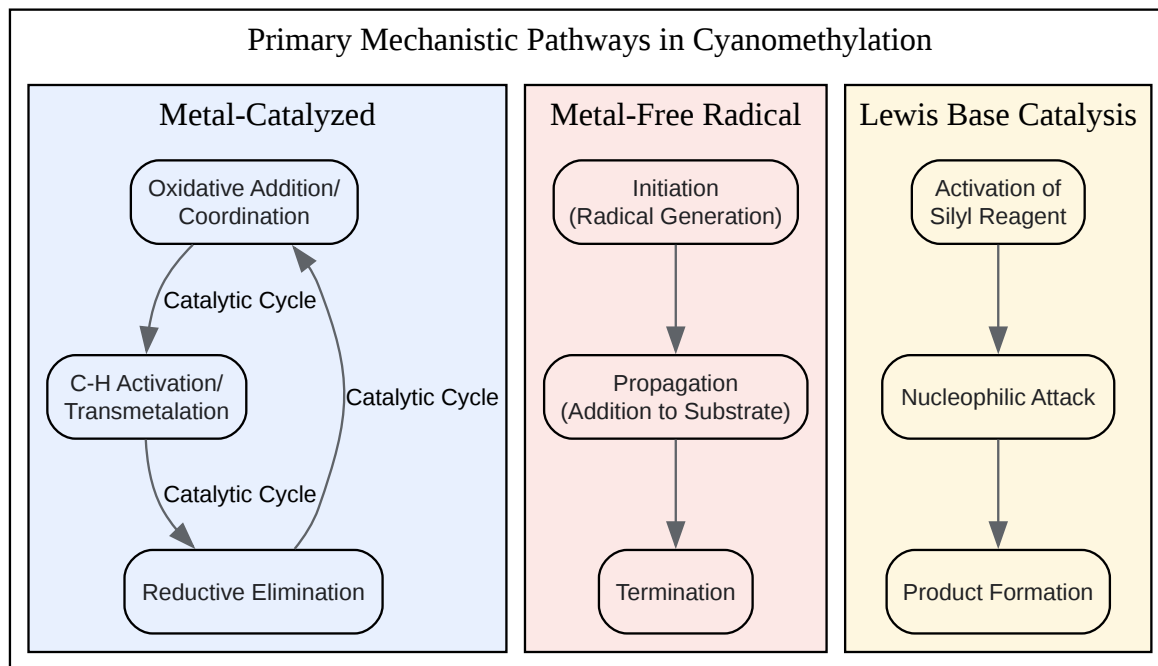 Primary Mechanistic Pathways in Cyanomethylation
Metal-Catalyzed
Oxidative Addition/
Coordination
Catalytic Cycle
C-H Activation/
Transmetalation
Catalytic Cycle
Catalytic Cycle
Reductive Elimination
Metal-Free Radical
Initiation
(Radical Generation)
Propagation
(Addition to Substrate)
Termination
Lewis Base Catalysis
Activation of
Silyl Reagent
Nucleophilic Attack
Product Formation